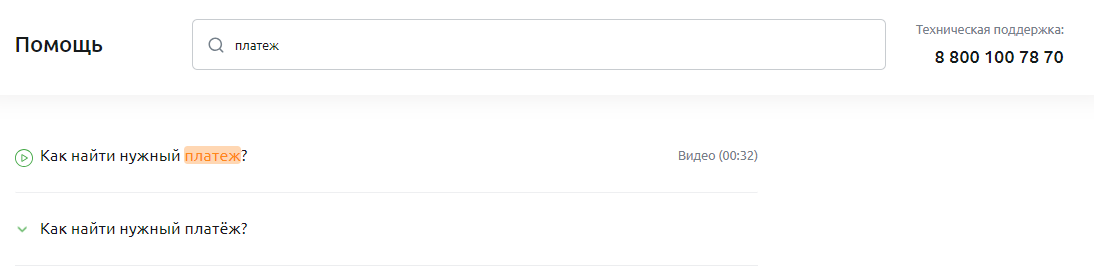 Помощь
платеж
Техническая поддержка:
8 800 100 78 70
Как найти нужный платеж?
Видео (00:32)
Как найти нужный платёж?